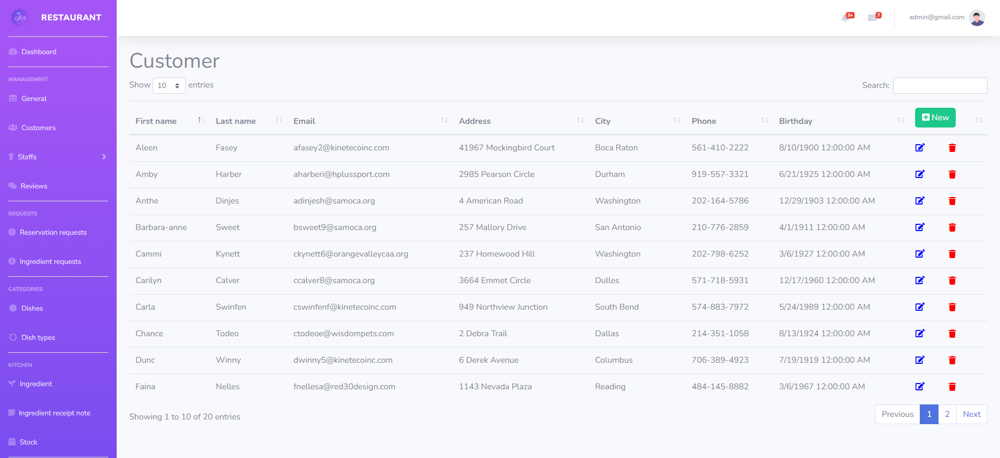 RESTAURANT
3+
7
admin@gmail.com
Dashboard
MANAGEMENT
General
Customers
Staffs
Reviews
REQUESTS
Reservation requests
Ingredient requests
CATEGORIES
Dishes
Dish types
KITCHEN
Ingredient
Ingredient receipt note
Stock
Customer
Show 10 entries
Search:
First name Last name Email Address City Phone Birthday New
Aleen Fasey afasey2@kinetecoinc.com 41967 Mockingbird Court Boca Raton 561-410-2222 8/10/1900 12:00:00 AM
Amby Harber aharberi@hplussport.com 2985 Pearson Circle Durham 919-557-3321 6/21/1925 12:00:00 AM
Anthe Dinjes adinjesh@samoca.org 4 American Road Washington 202-164-5786 12/29/1903 12:00:00 AM
Barbara-anne Sweet bsweet9@samoca.org 257 Mallory Drive San Antonio 210-776-2859 4/1/1911 12:00:00 AM
Cammi Kynett ckynett6@orangevalleycaa.org 237 Homewood Hill Washington 202-798-6252 3/6/1927 12:00:00 AM
Carilyn Calver ccalver8@samoca.org 3664 Emmet Circle Dulles 571-718-5931 12/17/1960 12:00:00 AM
Carla Swinfen cswinfenf@kinetecoinc.com 949 Northview Junction South Bend 574-883-7972 5/24/1989 12:00:00 AM
Chance Todeo ctodeoe@wisdompets.com 2 Debra Trail Dallas 214-351-1058 8/13/1924 12:00:00 AM
Dunc Winny dwinny5@kinetecoinc.com 6 Derek Avenue Columbus 706-389-4923 7/19/1919 12:00:00 AM
Faina Nelles fnellesa@red30design.com 1143 Nevada Plaza Reading 484-145-8882 3/6/1967 12:00:00 AM
Showing 1 to 10 of 20 entries
Previous 1 2 Next